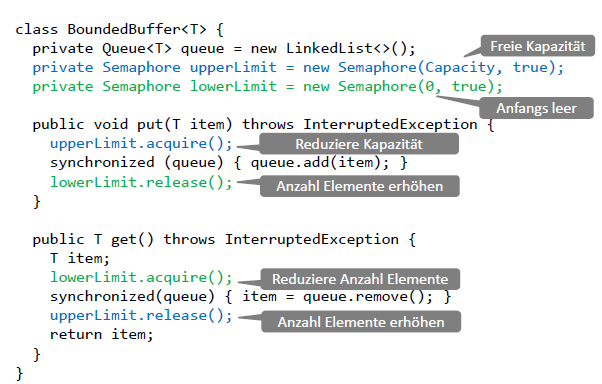 class BoundedBuffer<T> {
private Queue<T> queue = new LinkedList<>();
Freie Kapazität
private Semaphore upperLimit = new Semaphore(Capacity, true);
private Semaphore lowerLimit = new Semaphore(0, true);
Anfangs leer
public void put(T item) throws InterruptedException {
upperLimit.acquire();
Reduziere Kapazität
synchronized (queue) { queue.add(item); }
lowerLimit.release();
Anzahl Elemente erhöhen
}
public T get() throws InterruptedException {
T item;
lowerLimit.acquire();
Reduziere Anzahl Elemente
synchronized(queue) { item = queue.remove(); }
upperLimit.release();
Anzahl Elemente erhöhen
return item;
}
}